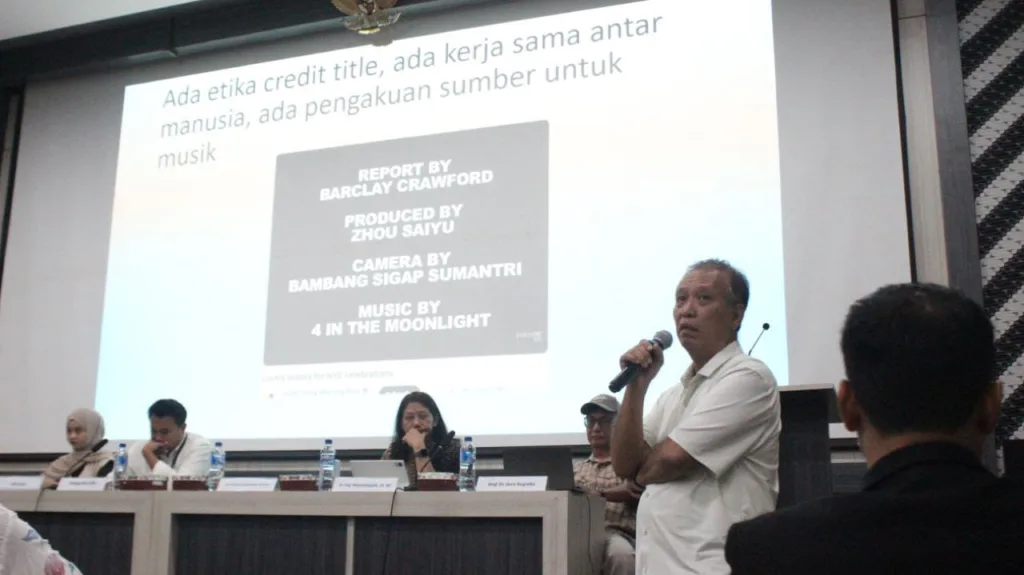 Ada etika credit title, ada kerja sama antar
manusia, ada pengakuan sumber untuk
musik
REPORT BY
BARCLAY CRAWFORD
PRODUCED BY
ZHOU SAIYU
CAMERA BY
BAMBANG SIGAP SUMANTRI
MUSIC BY
4 IN THE MOONLIGHT